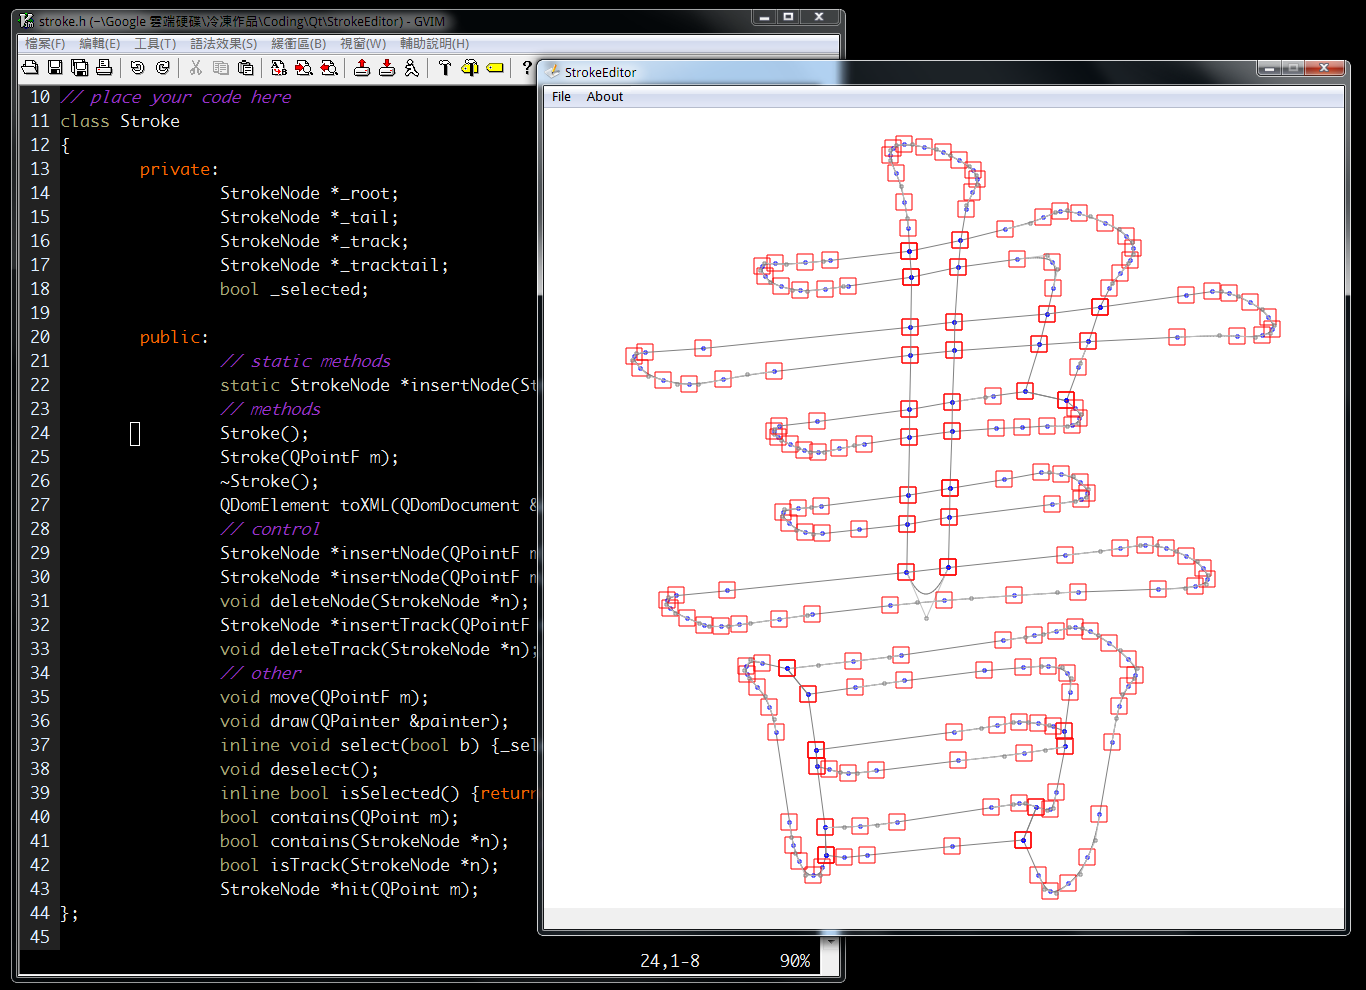 stroke.h (~\Google 雲端硬碟\冷凍作品\Coding\Qt\StrokeEditor) - GVIM
檔案(F) 編輯(E) 工具(T) 語法效果(S) 緩衝區(B) 視窗(W) 輔助說明(H)
10 // place your code here
11 class Stroke
12 {
13 private:
14 StrokeNode *_root;
15 StrokeNode *_tail;
16 StrokeNode *_track;
17 StrokeNode *_tracktail;
18 bool _selected;
19
20 public:
21 // static methods
22 static StrokeNode *insertNode(St
23 // methods
24 Stroke();
25 Stroke(QPointF m);
26 ~Stroke();
27 QDomElement toXML(QDomDocument &
28 // control
29 StrokeNode *insertNode(QPointF m
30 StrokeNode *insertNode(QPointF m
31 void deleteNode(StrokeNode *n);
32 StrokeNode *insertTrack(QPointF
33 void deleteTrack(StrokeNode *n);
34 // other
35 void move(QPointF m);
36 void draw(QPainter &painter);
37 inline void select(bool b) {_sel
38 void deselect();
39 inline bool isSelected() {return
40 bool contains(QPoint m);
41 bool contains(StrokeNode *n);
42 bool isTrack(StrokeNode *n);
43 StrokeNode *hit(QPoint m);
44 };
45
24,1-8 90%
StrokeEditor
File About
書